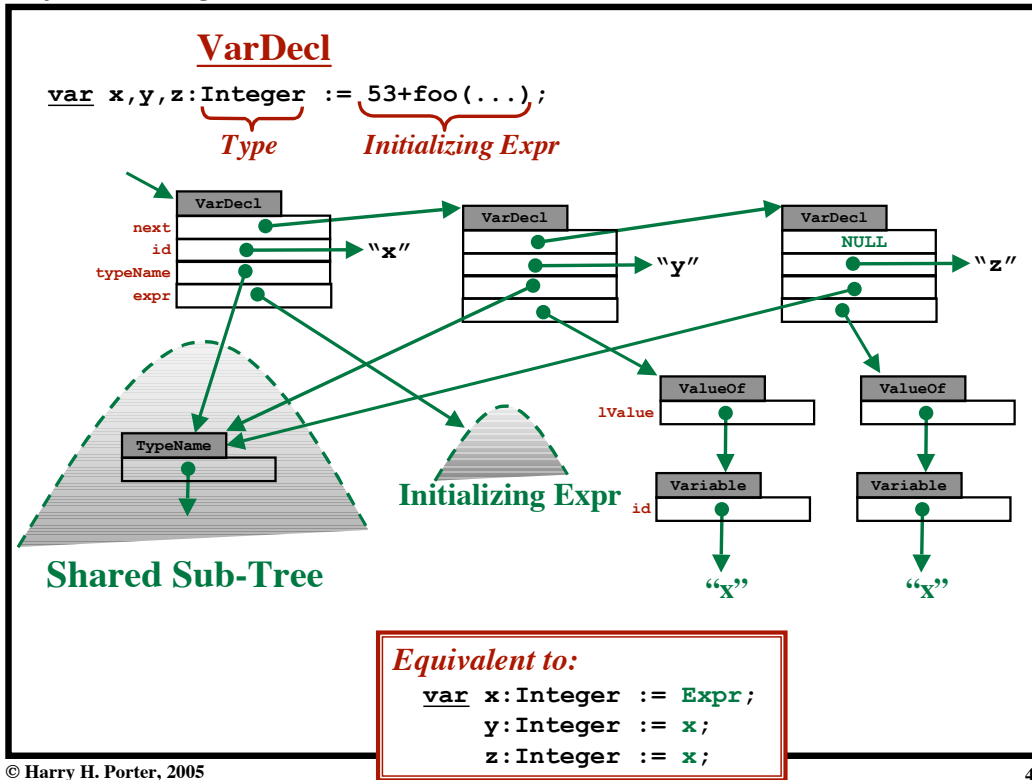 VarDecl
var x,y,z:Integer := 53+foo(...);
Type Initializing Expr
VarDecl
next
id
typeName
expr
"x"
VarDecl
"y"
VarDecl
NULL
"z"
ValueOf
lValue
ValueOf
TypeName
Initializing Expr
Variable
id
Variable
Shared Sub-Tree
“x”
“x”
Equivalent to:
var x:Integer := Expr;
y:Integer := x;
z:Integer := x;
© Harry H. Porter, 2005